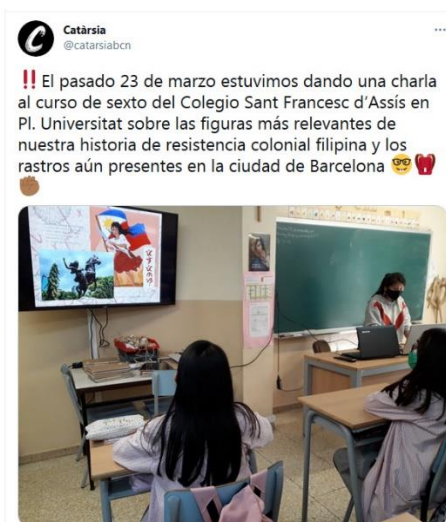 Catàrsia
@catarsiabcn
‼️ El pasado 23 de marzo estuvimos dando una charla
al curso de sexto del Colegio Sant Francesc d'Assís en
Pl. Universitat sobre las figuras más relevantes de
nuestra historia de resistencia colonial filipina y los
rastros aún presentes en la ciudad de Barcelona